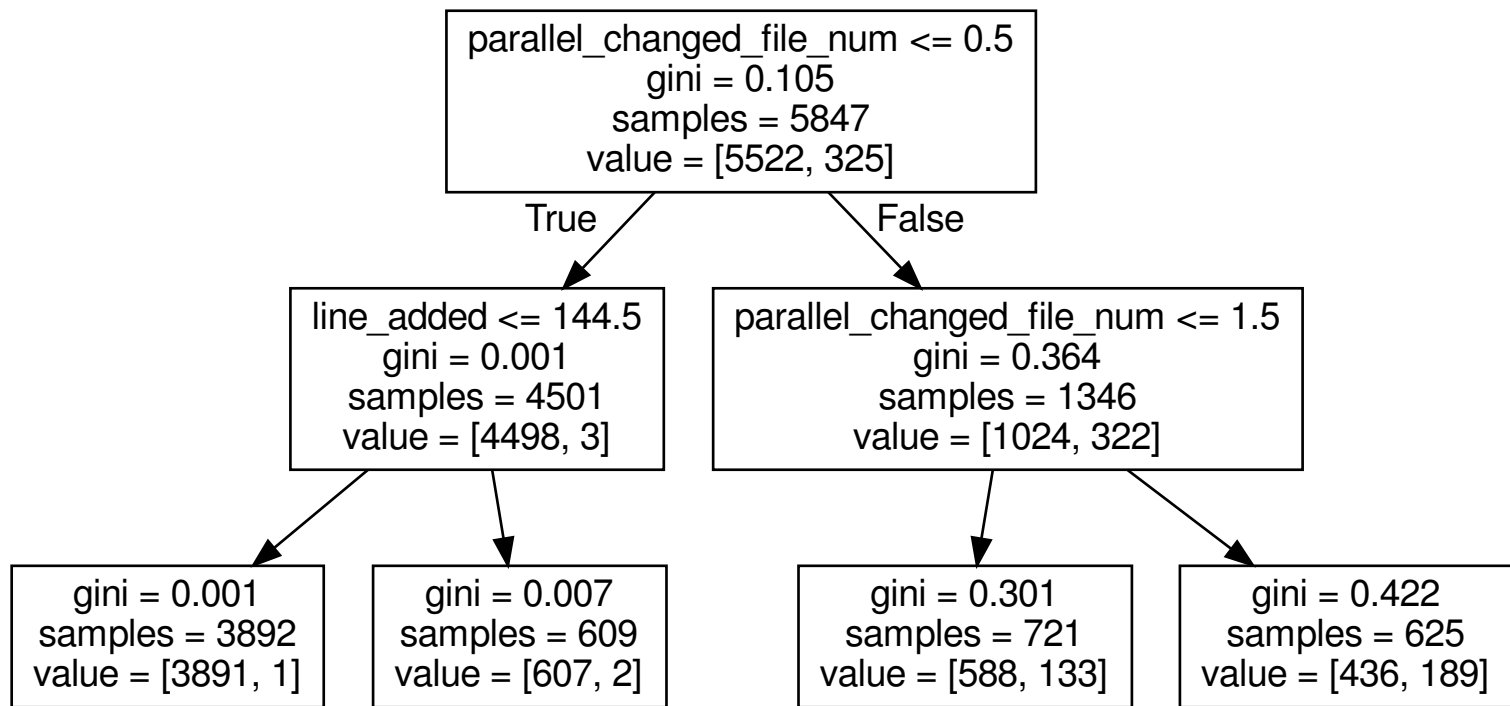 parallel_changed_file_num <= 0.5
gini = 0.105
samples = 5847
value = [5522, 325]
True
False
line_added <= 144.5
gini = 0.001
samples = 4501
value = [4498, 3]
parallel_changed_file_num <= 1.5
gini = 0.364
samples = 1346
value = [1024, 322]
gini = 0.001
samples = 3892
value = [3891, 1]
gini = 0.007
samples = 609
value = [607, 2]
gini = 0.301
samples = 721
value = [588, 133]
gini = 0.422
samples = 625
value = [436, 189]